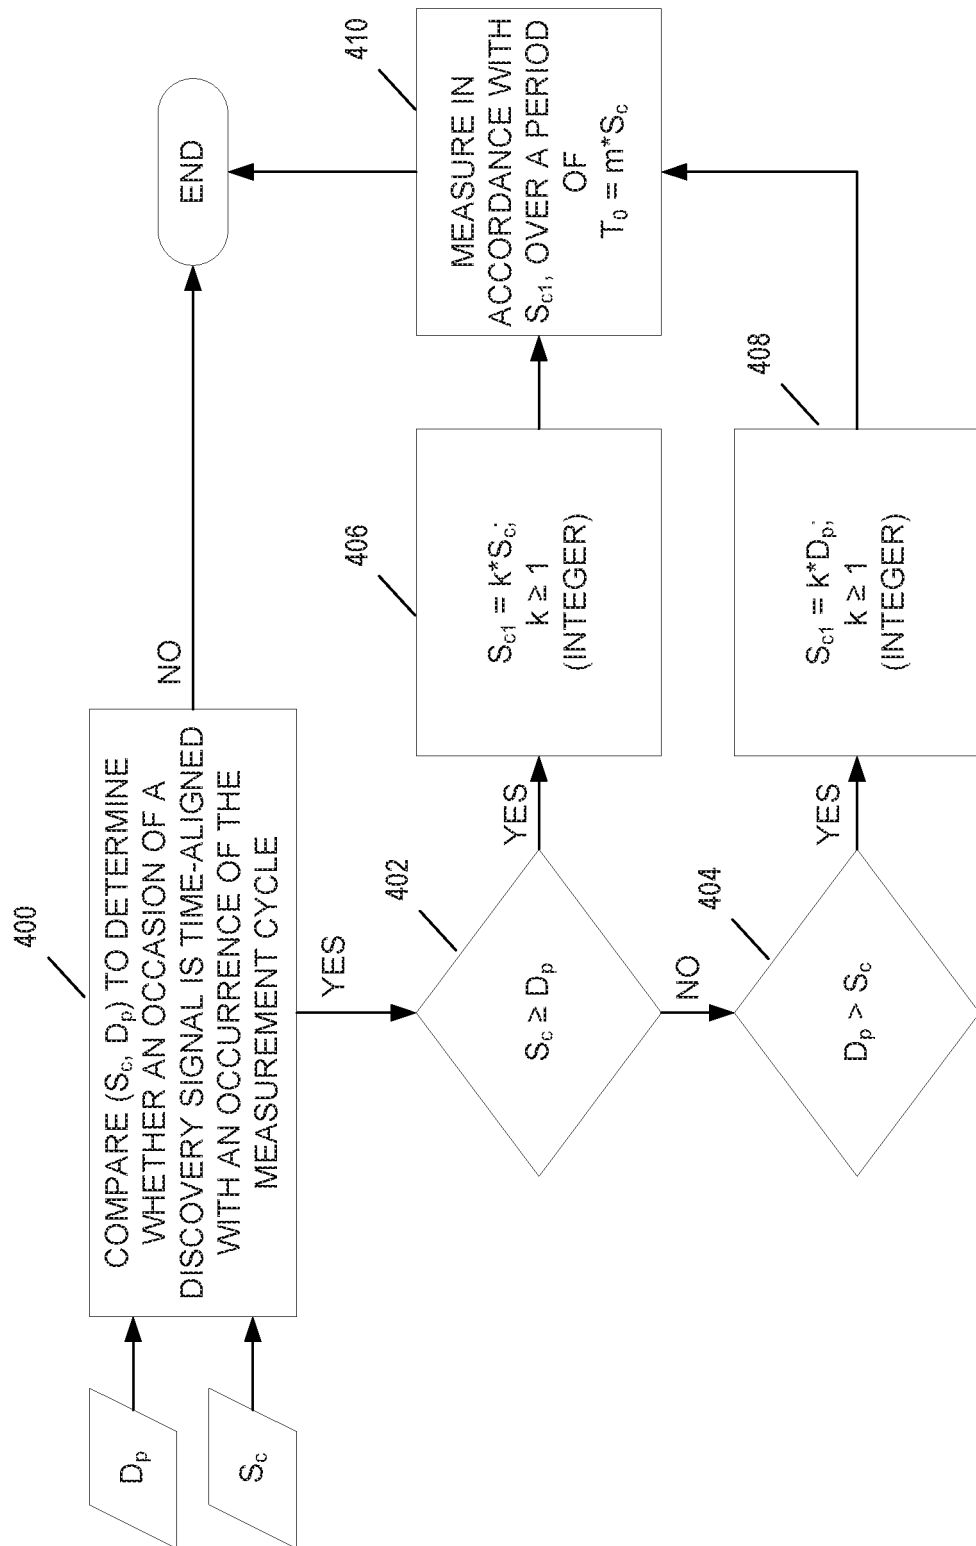 D_p
S_c
400
COMPARE (S_c, D_p) TO DETERMINE
WHETHER AN OCCASION OF A
DISCOVERY SIGNAL IS TIME-ALIGNED
WITH AN OCCURRENCE OF THE
MEASUREMENT CYCLE
NO
END
YES
402
S_c ≥ D_p
YES
406
S_c1 = k*S_c;
k ≥ 1
(INTEGER)
410
MEASURE IN
ACCORDANCE WITH
S_c1, OVER A PERIOD
OF
T_0 = m*S_c
NO
404
D_p > S_c
YES
408
S_c1 = k*D_p;
k ≥ 1
(INTEGER)